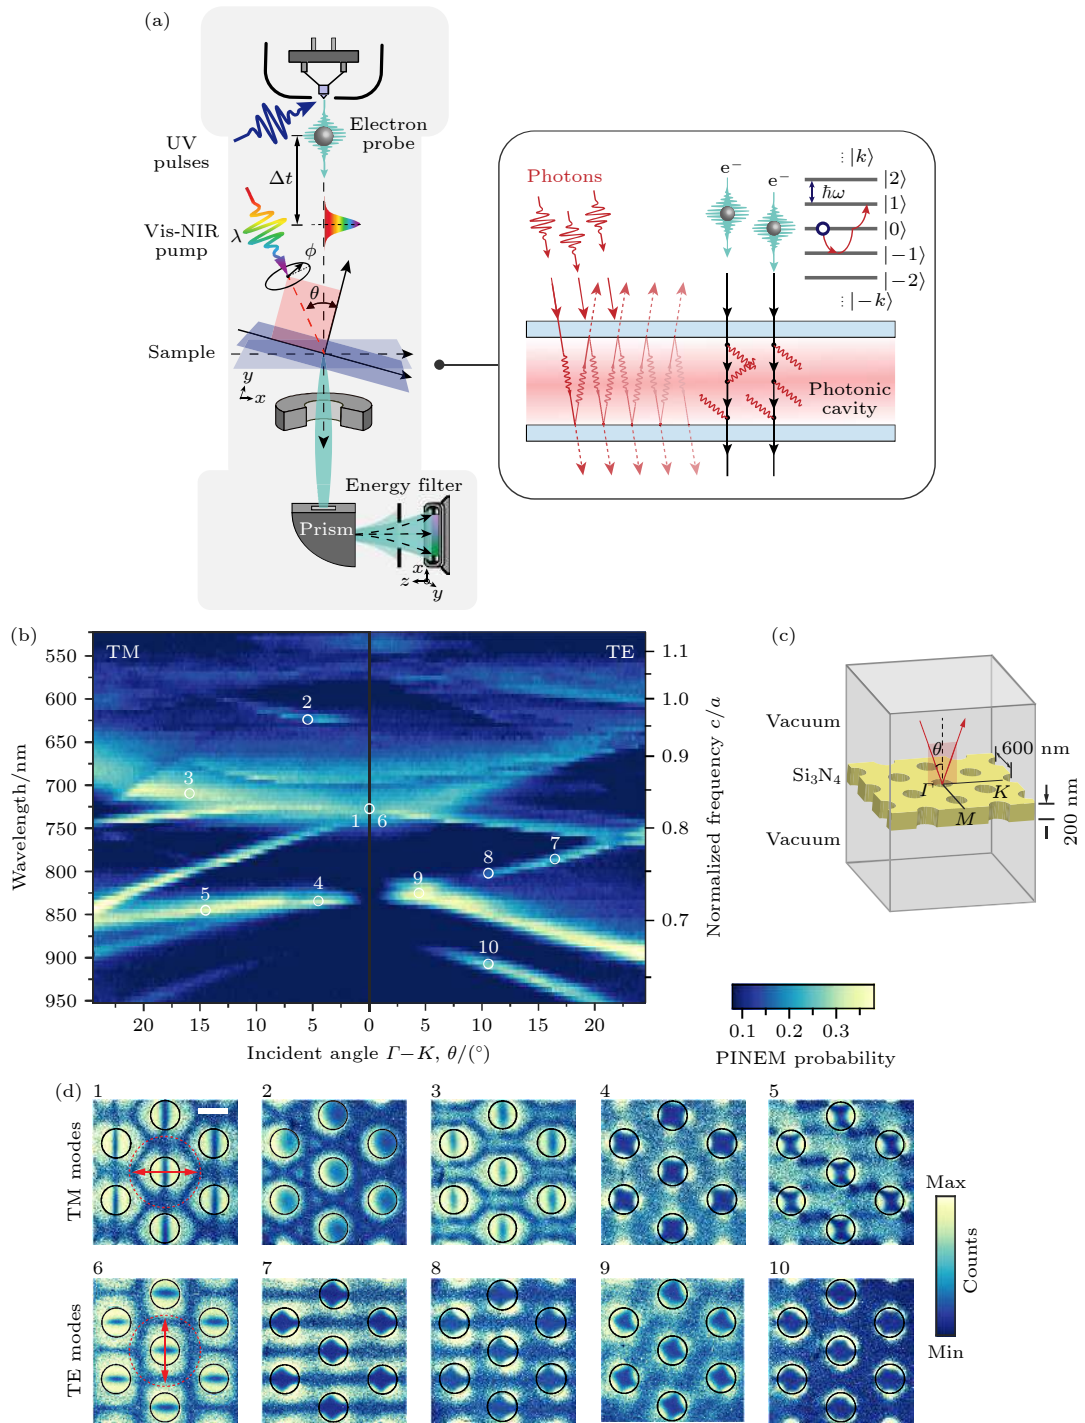 (a)
UV
pulses
Electron
probe
Δt
Vis-NIR
pump
λ
ϕ
θ
Sample
y
x
Energy filter
Prism
x
z
y
Photons
e−
e−
⋮ |k⟩
|2⟩
ℏω
|1⟩
|0⟩
|−1⟩
|−2⟩
⋮ |−k⟩
Photonic
cavity
(b)
TM
TE
Wavelength/nm
550
600
650
700
750
800
850
900
950
1
2
3
4
5
6
7
8
9
10
1.1
1.0
0.9
0.8
0.7
Normalized frequency c/a
20 15 10 5 0 5 10 15 20
Incident angle Γ−K, θ/(°)
(c)
Vacuum
Si₃N₄
Vacuum
θ
600 nm
Γ
K
M
200 nm
0.1 0.2 0.3
PINEM probability
(d)
TM modes
1 2 3 4 5
TE modes
6 7 8 9 10
Max
Counts
Min